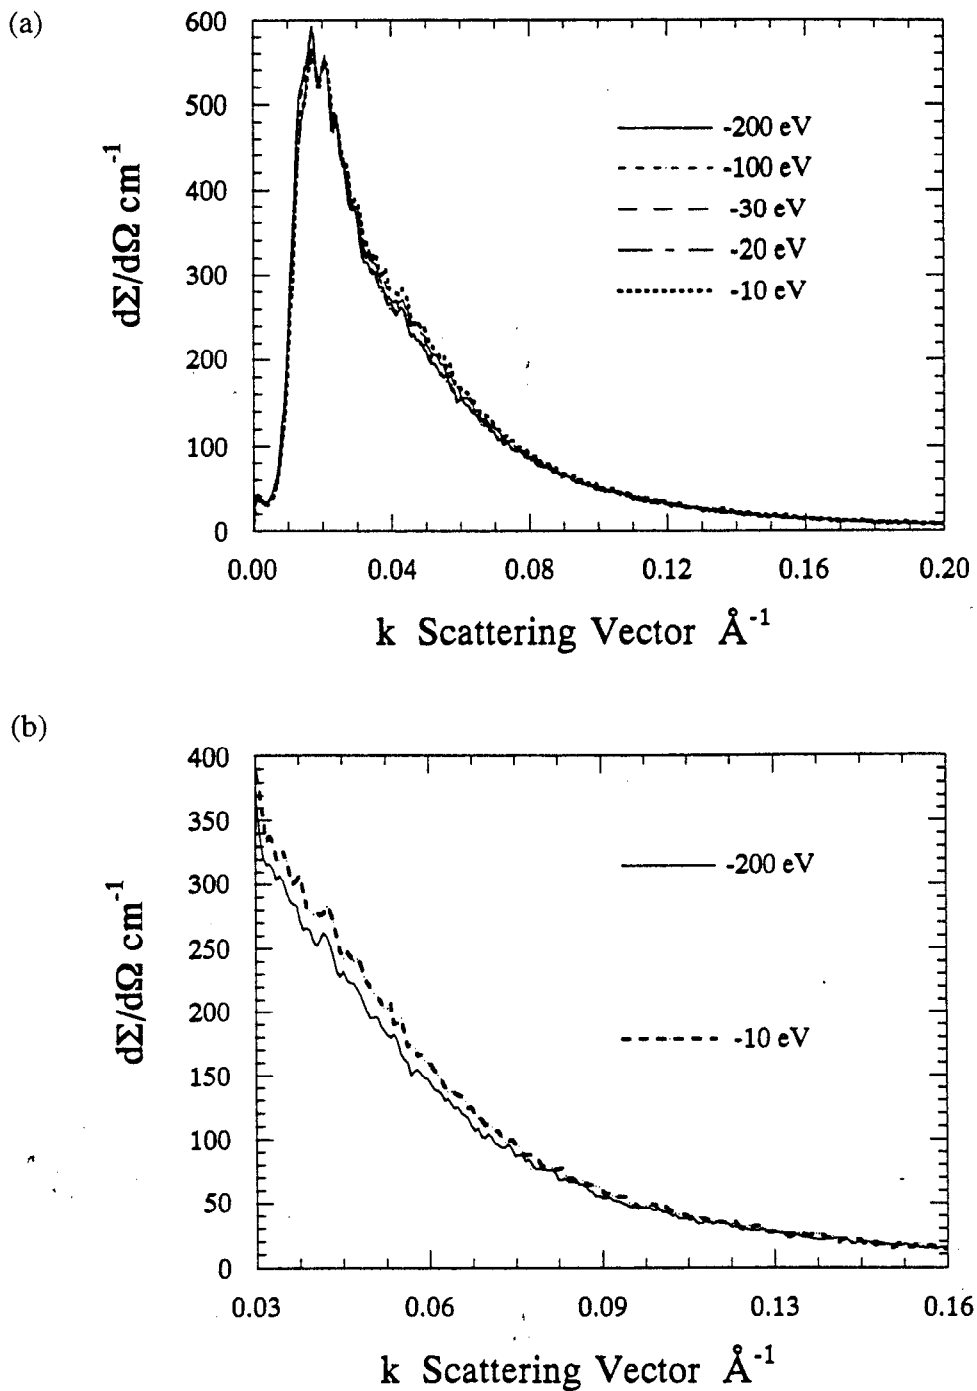 (a)
600
500
400
300
200
100
0
dΣ/dΩ cm⁻¹
-200 eV
-100 eV
-30 eV
-20 eV
-10 eV
0.00 0.04 0.08 0.12 0.16 0.20
k Scattering Vector Å⁻¹
(b)
400
350
300
250
200
150
100
50
0
dΣ/dΩ cm⁻¹
-200 eV
-10 eV
0.03 0.06 0.09 0.13 0.16
k Scattering Vector Å⁻¹